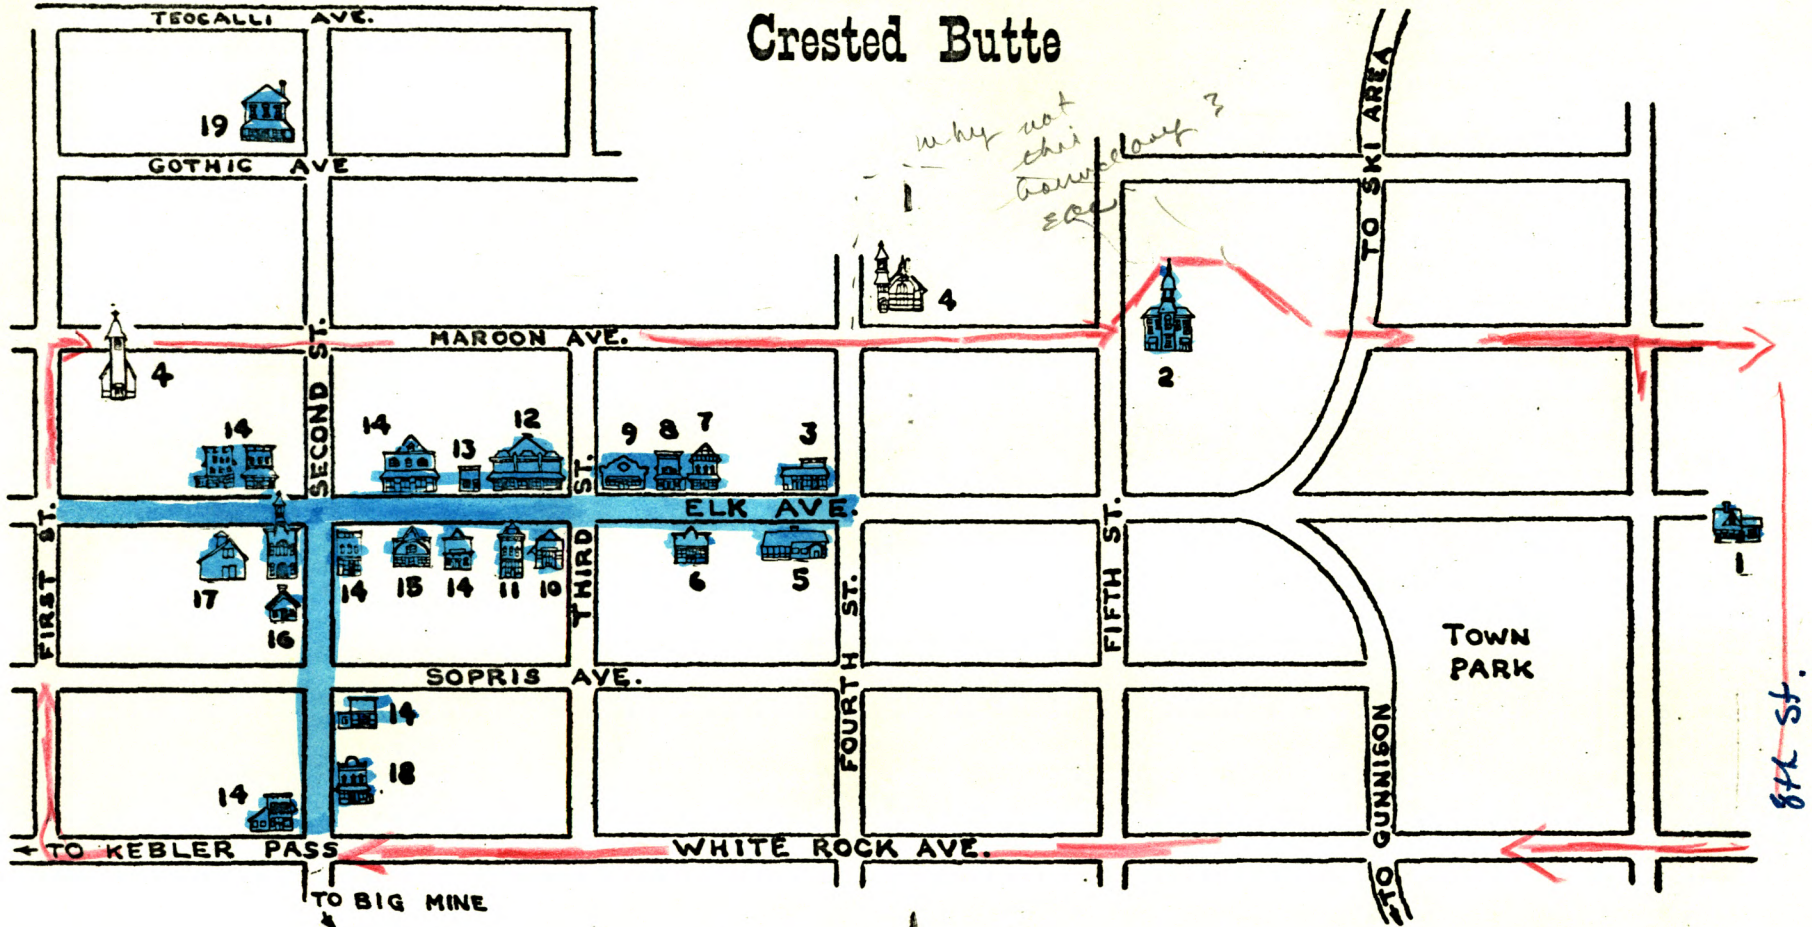 TEOCALLI AVE.
Crested Butte
19
GOTHIC AVE
why not
this
TO SKI AREA
4
MAROON AVE.
4
2
SECOND ST.
14
14
13
12
9
8
7
3
ELK AVE.
FIRST ST.
17
16
14
15
14
11
10
THIRD ST.
6
5
FOURTH ST.
FIFTH ST.
1
TOWN
PARK
SOPRIS AVE.
14
18
14
8th St.
←TO KEBLER PASS
WHITE ROCK AVE.
TO GUNNISON
TO BIG MINE